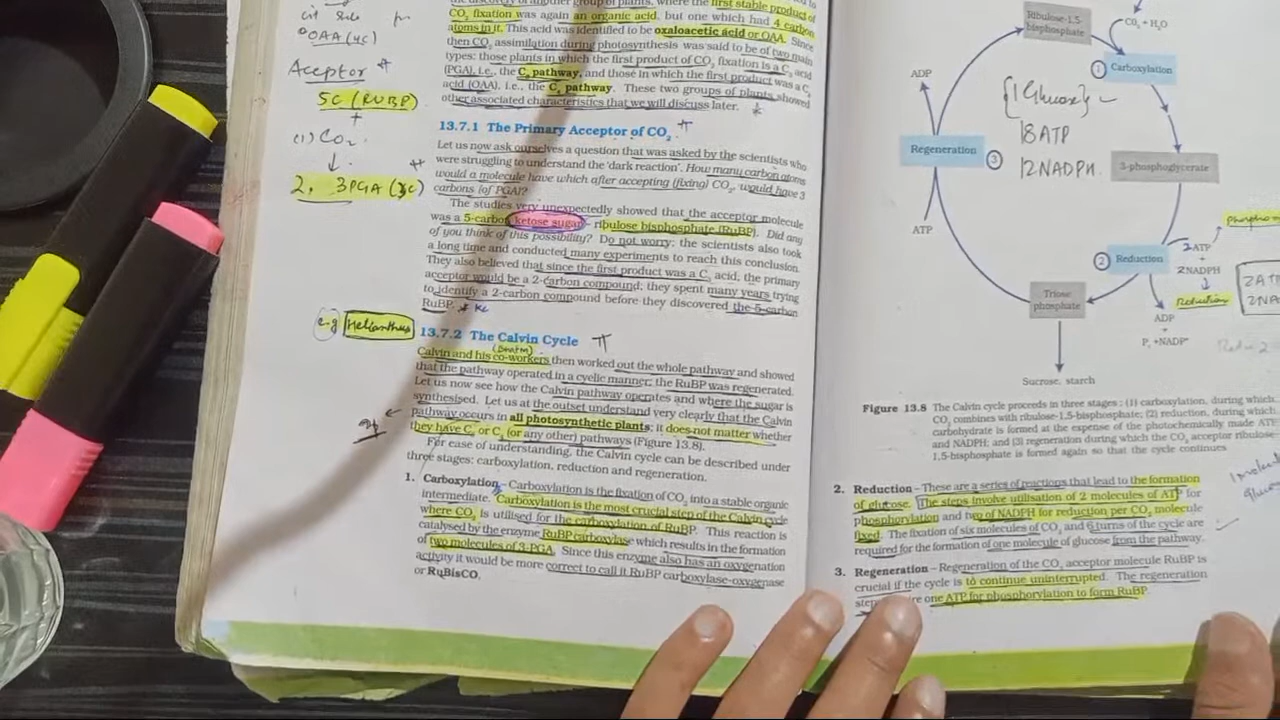 the discovery of another group of plants, where the first stable product of
CO2 fixation was again an organic acid, but one which had 4 carbon
atoms in it. This acid was identified to be oxaloacetic acid or OAA. Since
then CO2 assimilation during photosynthesis was said to be of two main
types: those plants in which the first product of CO2 fixation is a C3 acid
(PGA), i.e., the C3 pathway, and those in which the first product was a C4
acid (OAA), i.e., the C4 pathway. These two groups of plants showed
other associated characteristics that we will discuss later.
OAA (4C)
Aceptor
5C (RUBP)
+
(1) CO2
↓
2, 3PGA (3C)
13.7.1 The Primary Acceptor of CO2
Let us now ask ourselves a question that was asked by the scientists who
were struggling to understand the 'dark reaction'. How many carbon atoms
would a molecule have which after accepting (fixing) CO2, would have 3
carbons (of PGA)?
The studies very unexpectedly showed that the acceptor molecule
was a 5-carbon ketose sugar – ribulose bisphosphate (RuBP). Did any
of you think of this possibility? Do not worry; the scientists also took
a long time and conducted many experiments to reach this conclusion.
They also believed that since the first product was a C3 acid, the primary
acceptor would be a 2-carbon compound; they spent many years trying
to identify a 2-carbon compound before they discovered the 5-carbon
RuBP.
e.g Helianthus
13.7.2 The Calvin Cycle
Calvin and his co-workers then worked out the whole pathway and showed
that the pathway operated in a cyclic manner; the RuBP was regenerated.
Let us now see how the Calvin pathway operates and where the sugar is
synthesised. Let us at the outset understand very clearly that the Calvin
pathway occurs in all photosynthetic plants; it does not matter whether
they have C3 or C4 (or any other) pathways (Figure 13.8).
For ease of understanding, the Calvin cycle can be described under
three stages: carboxylation, reduction and regeneration.
1. Carboxylation – Carboxylation is the fixation of CO2 into a stable organic
intermediate. Carboxylation is the most crucial step of the Calvin cycle
where CO2 is utilised for the carboxylation of RuBP. This reaction is
catalysed by the enzyme RuBP carboxylase which results in the formation
of two molecules of 3-PGA. Since this enzyme also has an oxygenation
activity it would be more correct to call it RuBP carboxylase-oxygenase
or RuBisCO.
Ribulose-1,5-
bisphosphate
CO2 + H2O
1 Carboxylation
ADP
{1 Glucose}
18 ATP
12 NADPH
Regeneration 3
3-phosphoglycerate
ATP
2 Reduction
2ATP
+
2NADPH
Reduction
Triose
phosphate
ADP
+
Pi +NADP+
Sucrose, starch
Figure 13.8 The Calvin cycle proceeds in three stages : (1) carboxylation, during which
CO2 combines with ribulose-1,5-bisphosphate; (2) reduction, during which
carbohydrate is formed at the expense of the photochemically made ATP
and NADPH; and (3) regeneration during which the CO2 acceptor ribulose-
1,5-bisphosphate is formed again so that the cycle continues
2. Reduction – These are a series of reactions that lead to the formation
of glucose. The steps involve utilisation of 2 molecules of ATP for
phosphorylation and two of NADPH for reduction per CO2 molecule
fixed. The fixation of six molecules of CO2 and 6 turns of the cycle are
required for the formation of one molecule of glucose from the pathway.
3. Regeneration – Regeneration of the CO2 acceptor molecule RuBP is
crucial if the cycle is to continue uninterrupted. The regeneration
one ATP for phosphorylation to form RuBP.